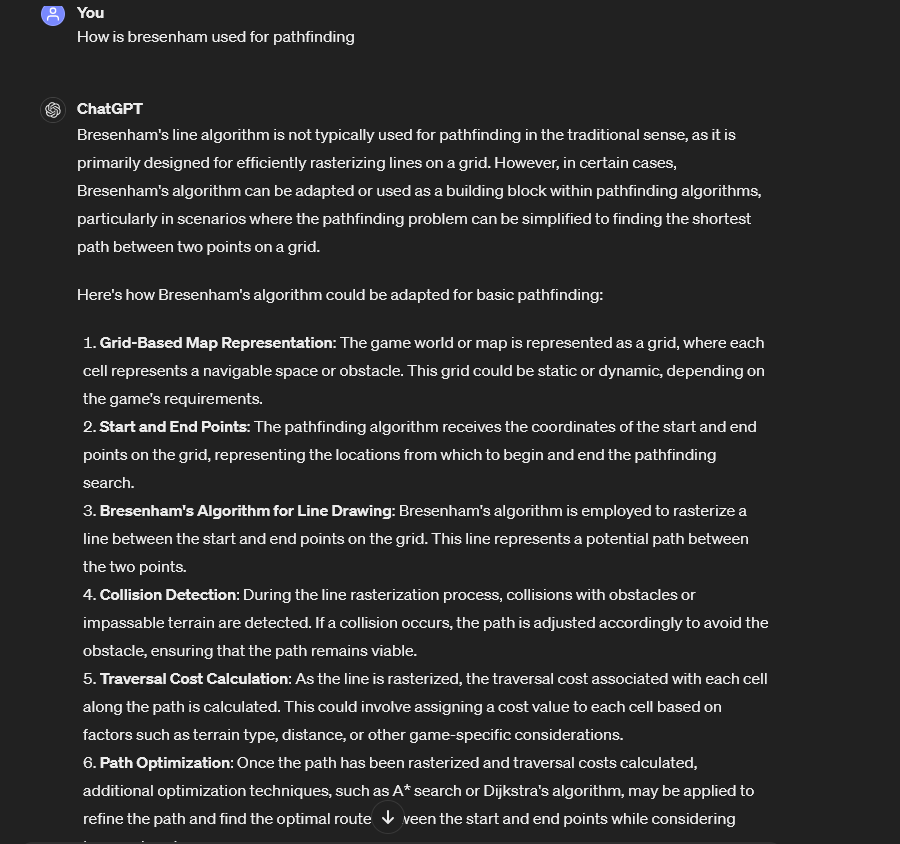 You
How is bresenham used for pathfinding
ChatGPT
Bresenham's line algorithm is not typically used for pathfinding in the traditional sense, as it is
primarily designed for efficiently rasterizing lines on a grid. However, in certain cases,
Bresenham's algorithm can be adapted or used as a building block within pathfinding algorithms,
particularly in scenarios where the pathfinding problem can be simplified to finding the shortest
path between two points on a grid.
Here's how Bresenham's algorithm could be adapted for basic pathfinding:
1. Grid-Based Map Representation: The game world or map is represented as a grid, where each
cell represents a navigable space or obstacle. This grid could be static or dynamic, depending on
the game's requirements.
2. Start and End Points: The pathfinding algorithm receives the coordinates of the start and end
points on the grid, representing the locations from which to begin and end the pathfinding
search.
3. Bresenham's Algorithm for Line Drawing: Bresenham's algorithm is employed to rasterize a
line between the start and end points on the grid. This line represents a potential path between
the two points.
4. Collision Detection: During the line rasterization process, collisions with obstacles or
impassable terrain are detected. If a collision occurs, the path is adjusted accordingly to avoid the
obstacle, ensuring that the path remains viable.
5. Traversal Cost Calculation: As the line is rasterized, the traversal cost associated with each cell
along the path is calculated. This could involve assigning a cost value to each cell based on
factors such as terrain type, distance, or other game-specific considerations.
6. Path Optimization: Once the path has been rasterized and traversal costs calculated,
additional optimization techniques, such as A* search or Dijkstra's algorithm, may be applied to
refine the path and find the optimal route ween the start and end points while considering